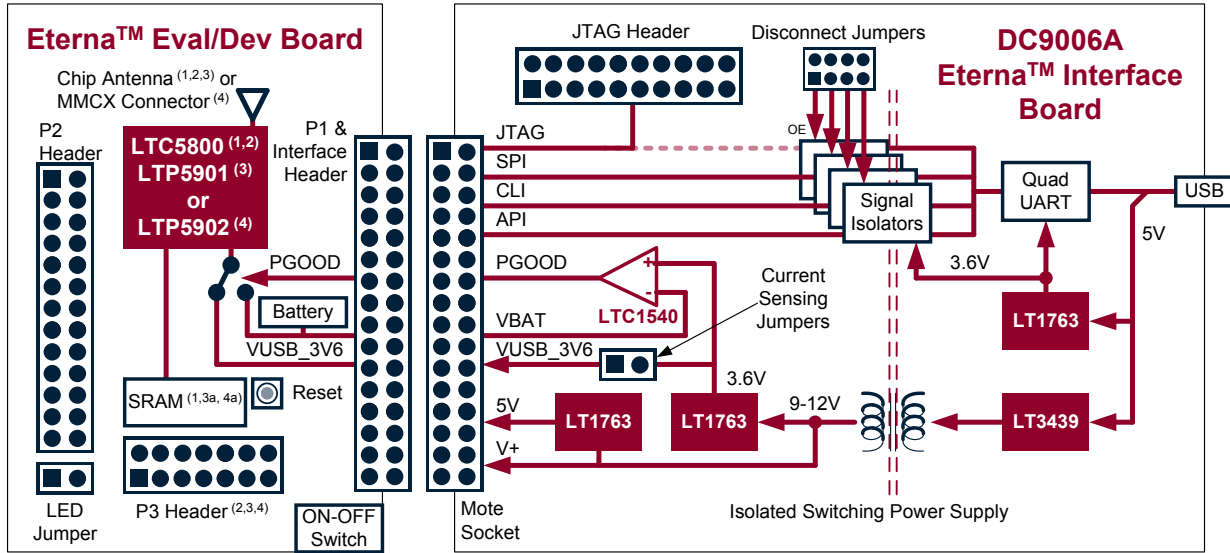 Eterna™ Eval/Dev Board
Chip Antenna (1,2,3) or
MMCX Connector (4)
P2
Header
LTC5800 (1,2)
LTP5901 (3)
or
LTP5902 (4)
P1 &
Interface
Header
PGOOD
Battery
VUSB_3V6
SRAM (1,3a, 4a)
Reset
LED
Jumper
P3 Header (2,3,4)
ON-OFF
Switch
JTAG Header
Disconnect Jumpers
DC9006A
Eterna™ Interface
Board
OE
JTAG
SPI
CLI
API
Signal
Isolators
Quad
UART
USB
5V
3.6V
PGOOD
+
-
LTC1540
Current
Sensing
Jumpers
VBAT
VUSB_3V6
LT1763
3.6V
5V
LT1763
LT1763
9-12V
LT3439
V+
Mote
Socket
Isolated Switching Power Supply